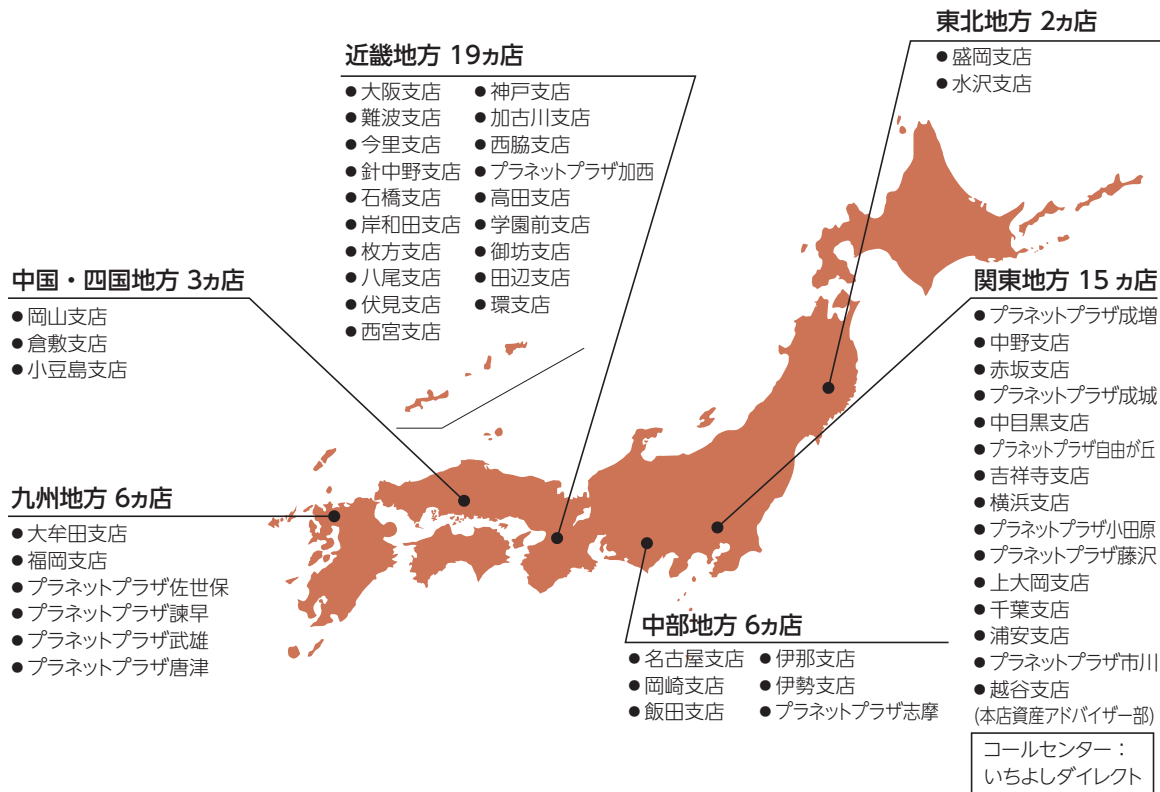 東北地方 2ヵ店
●盛岡支店
●水沢支店
近畿地方 19ヵ店
●大阪支店 ●神戸支店
●難波支店 ●加古川支店
●今里支店 ●西脇支店
●針中野支店 ●プラネットプラザ加西
●石橋支店 ●高田支店
●岸和田支店 ●学園前支店
●枚方支店 ●御坊支店
●八尾支店 ●田辺支店
●伏見支店 ●環支店
●西宮支店
中国・四国地方 3ヵ店
●岡山支店
●倉敷支店
●小豆島支店
関東地方 15ヵ店
●プラネットプラザ成増
●中野支店
●赤坂支店
●プラネットプラザ成城
●中目黒支店
●プラネットプラザ自由が丘
●吉祥寺支店
●横浜支店
●プラネットプラザ小田原
●プラネットプラザ藤沢
●上大岡支店
●千葉支店
●浦安支店
●プラネットプラザ市川
●越谷支店
(本店資産アドバイザー部)
コールセンター：
いちよしダイレクト
九州地方 6ヵ店
●大牟田支店
●福岡支店
●プラネットプラザ佐世保
●プラネットプラザ諫早
●プラネットプラザ武雄
●プラネットプラザ唐津
中部地方 6ヵ店
●名古屋支店 ●伊那支店
●岡崎支店 ●伊勢支店
●飯田支店 ●プラネットプラザ志摩